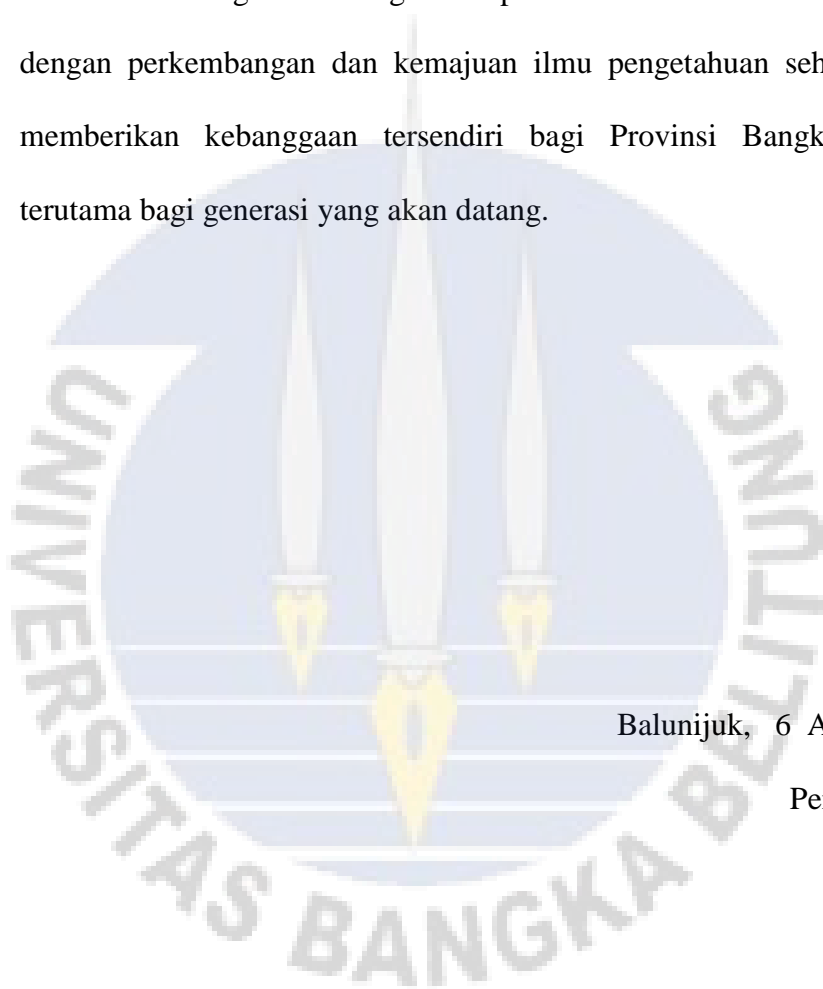 dengan perkembangan dan kemajuan ilmu pengetahuan seh
memberikan kebanggaan tersendiri bagi Provinsi Bangk
terutama bagi generasi yang akan datang.
Balunijuk, 6 A
Pe
UNIVERSITAS BANGKA BELITUNG